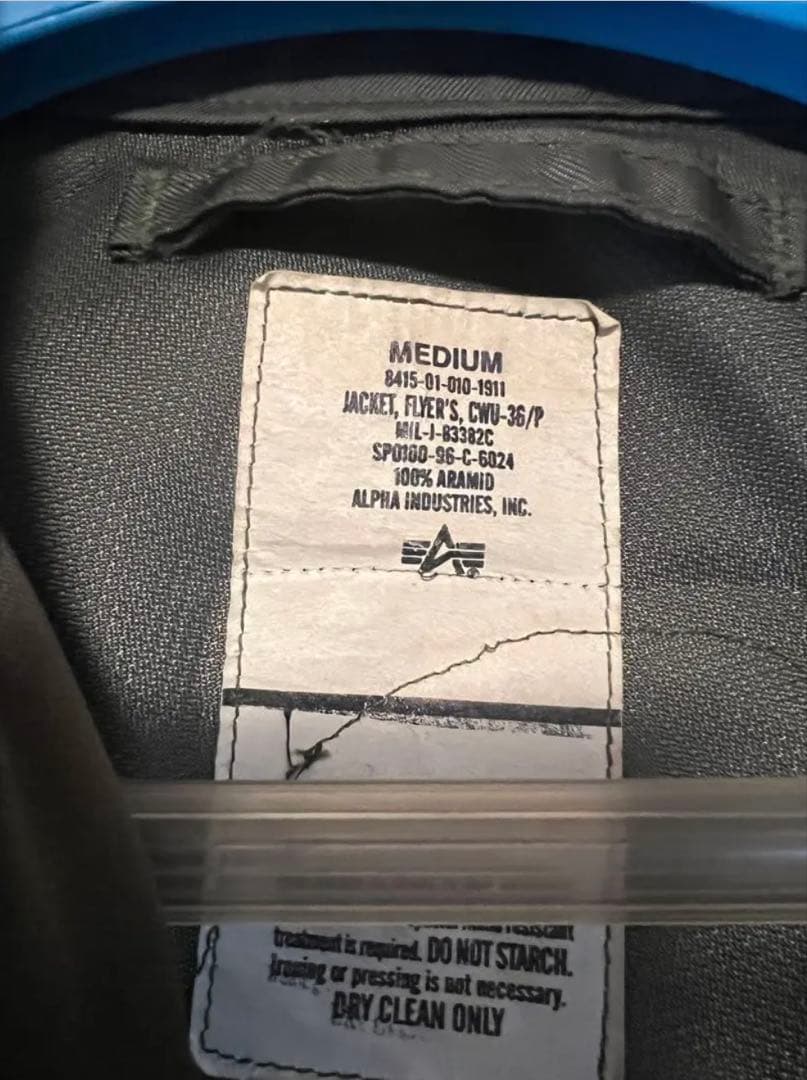 MEDIUM
8415-01-010-1911
JACKET, FLYER'S, CWU-36/P
MIL-J-83382C
SP0100-96-C-6024
100% ARAMID
ALPHA INDUSTRIES, INC.
resistant
treatment is required. DO NOT STARCH.
Ironing or pressing is not necessary.
DRY CLEAN ONLY